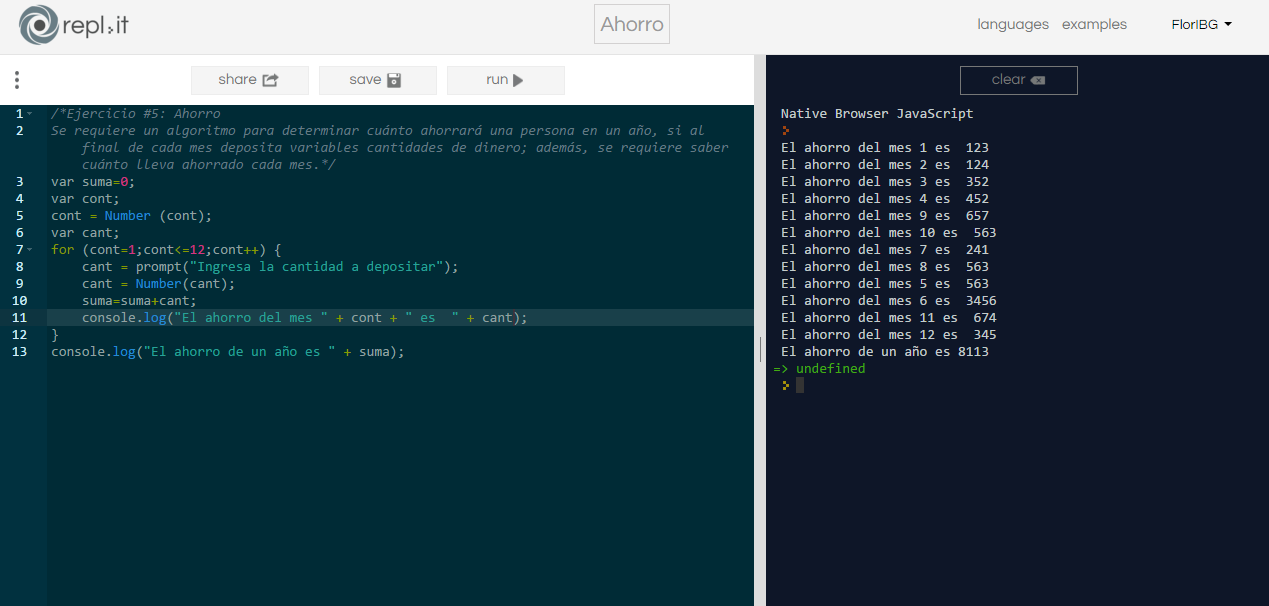 repl.it
Ahorro
languages examples FlorIBG
share save run
clear
1 /*Ejercicio #5: Ahorro
2 Se requiere un algoritmo para determinar cuánto ahorrará una persona en un año, si al
final de cada mes deposita variables cantidades de dinero; además, se requiere saber
cuánto lleva ahorrado cada mes.*/
3 var suma=0;
4 var cont;
5 cont = Number (cont);
6 var cant;
7 for (cont=1;cont<=12;cont++) {
8 cant = prompt("Ingresa la cantidad a depositar");
9 cant = Number(cant);
10 suma=suma+cant;
11 console.log("El ahorro del mes " + cont + " es  " + cant);
12 }
13 console.log("El ahorro de un año es " + suma);
Native Browser JavaScript
El ahorro del mes 1 es  123
El ahorro del mes 2 es  124
El ahorro del mes 3 es  352
El ahorro del mes 4 es  452
El ahorro del mes 9 es  657
El ahorro del mes 10 es  563
El ahorro del mes 7 es  241
El ahorro del mes 8 es  563
El ahorro del mes 5 es  563
El ahorro del mes 6 es  3456
El ahorro del mes 11 es  674
El ahorro del mes 12 es  345
El ahorro de un año es 8113
=> undefined